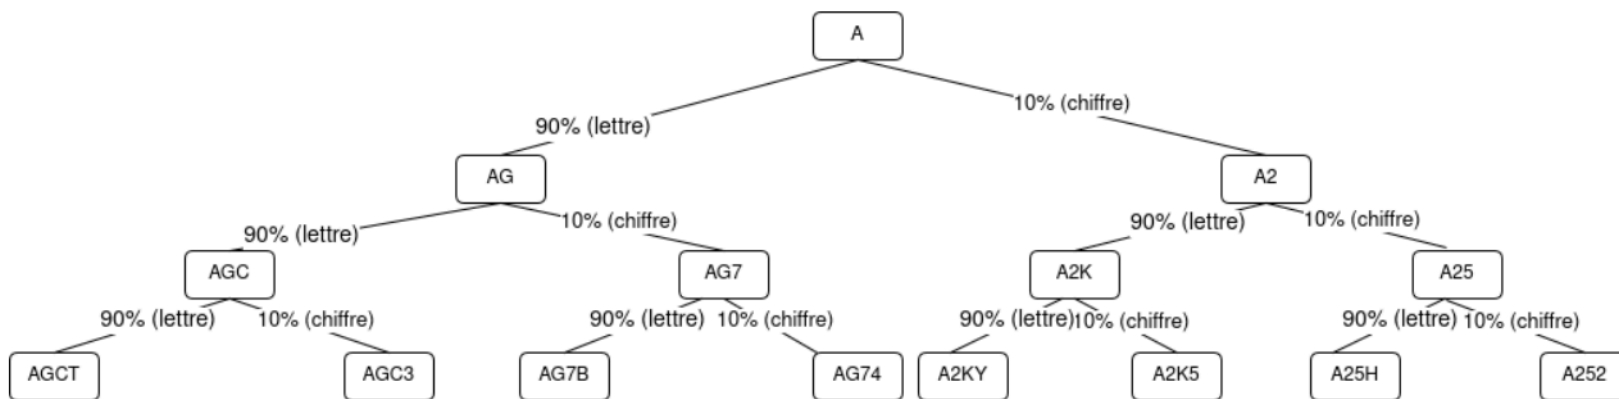 A
10% (chiffre)
90% (lettre)
AG
A2
90% (lettre)
10% (chiffre)
90% (lettre)
10% (chiffre)
AGC
AG7
A2K
A25
90% (lettre)
10% (chiffre)
90% (lettre)
10% (chiffre)
90% (lettre)
10% (chiffre)
90% (lettre)
10% (chiffre)
AGCT
AGC3
AG7B
AG74
A2KY
A2K5
A25H
A252